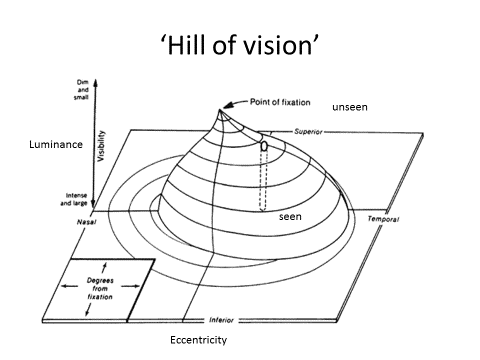 ‘Hill of vision’
Dim
and
small
Point of fixation
unseen
Superior
Luminance
Visibility
Intense
and large
Nasal
seen
Temporal
Degrees
from
fixation
Inferior
Eccentricity